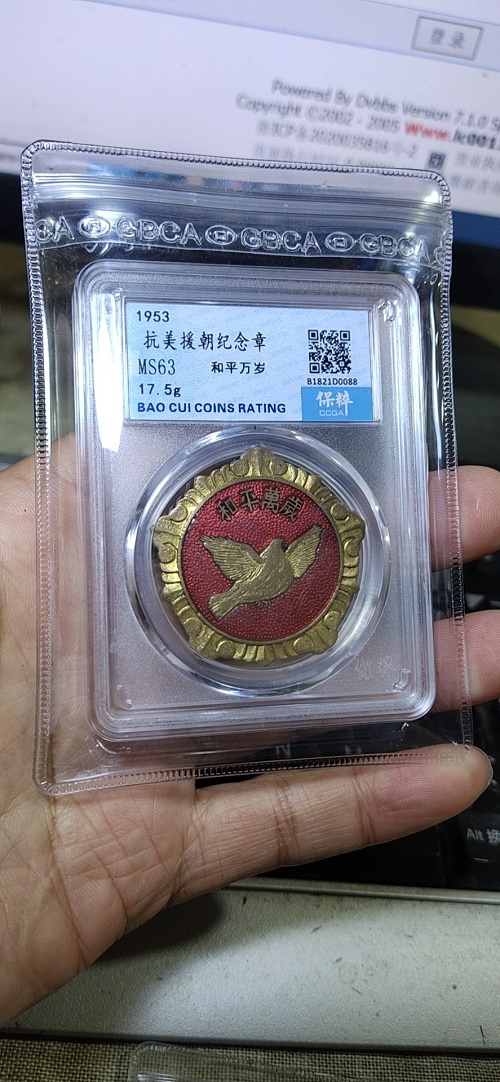 登录
Powered By Dvbbs Version 7.1.0
Copyright ©2002 - 2005 Www.lc001.
GBCA GBCA GBCA
1953
抗美援朝纪念章
MS63 和平万岁
17.5g
B1821D0088
BAO CUI COINS RATING
保粹
CCGA
和平萬歲
Alt